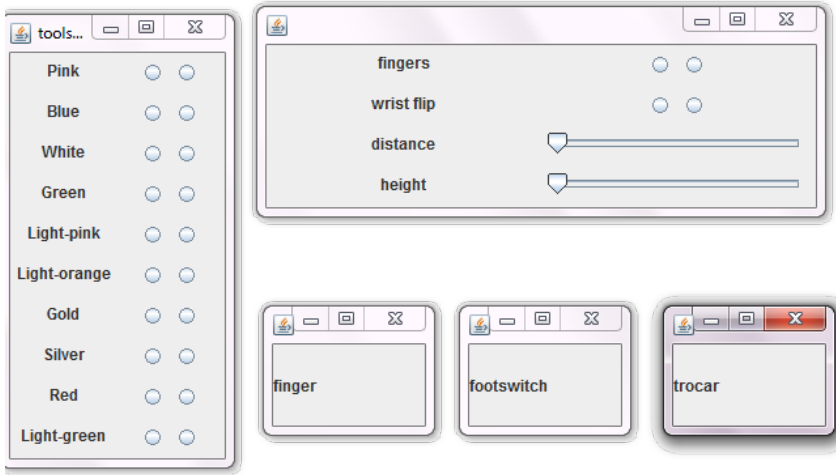 tools...
Pink
Blue
White
Green
Light-pink
Light-orange
Gold
Silver
Red
Light-green
fingers
wrist flip
distance
height
finger
footswitch
trocar